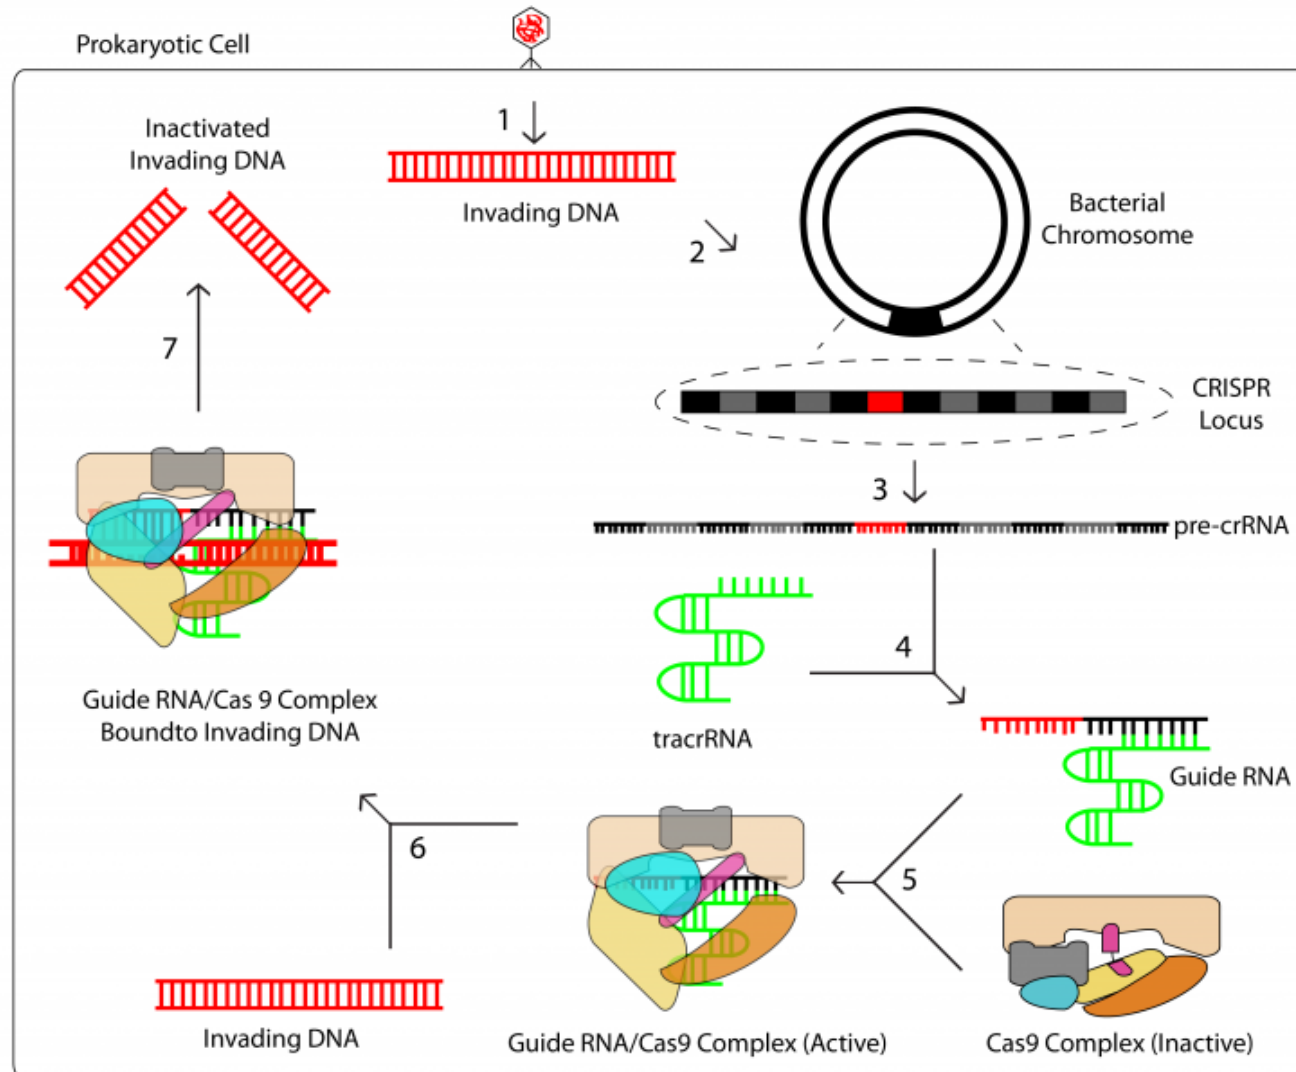 Prokaryotic Cell
1
Inactivated
Invading DNA
Invading DNA
2
Bacterial
Chromosome
7
CRISPR
Locus
3
pre-crRNA
4
tracrRNA
Guide RNA/Cas 9 Complex
Boundto Invading DNA
Guide RNA
6
5
Invading DNA
Guide RNA/Cas9 Complex (Active)
Cas9 Complex (Inactive)